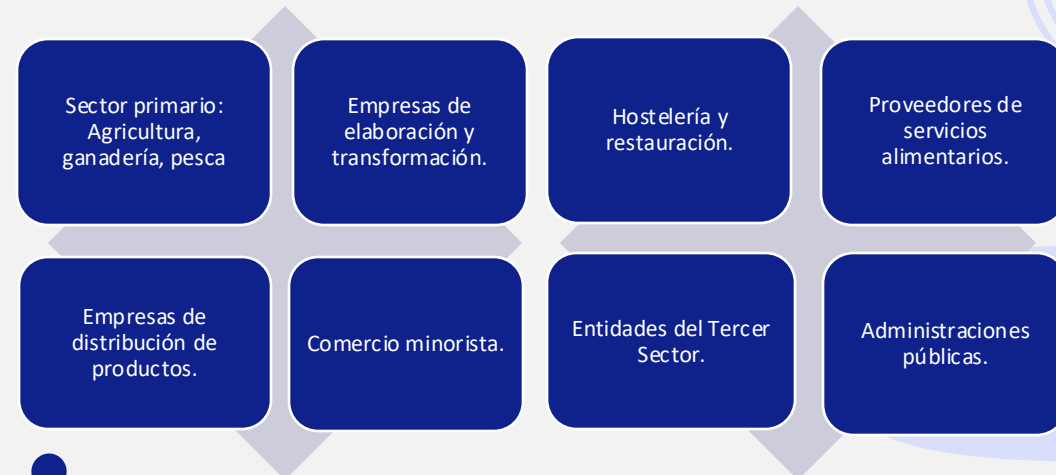 Sector primario:
Agricultura,
ganadería, pesca
Empresas de
elaboración y
transformación.
Hostelería y
restauración.
Proveedores de
servicios
alimentarios.
Empresas de
distribución de
productos.
Comercio minorista.
Entidades del Tercer
Sector.
Administraciones
públicas.